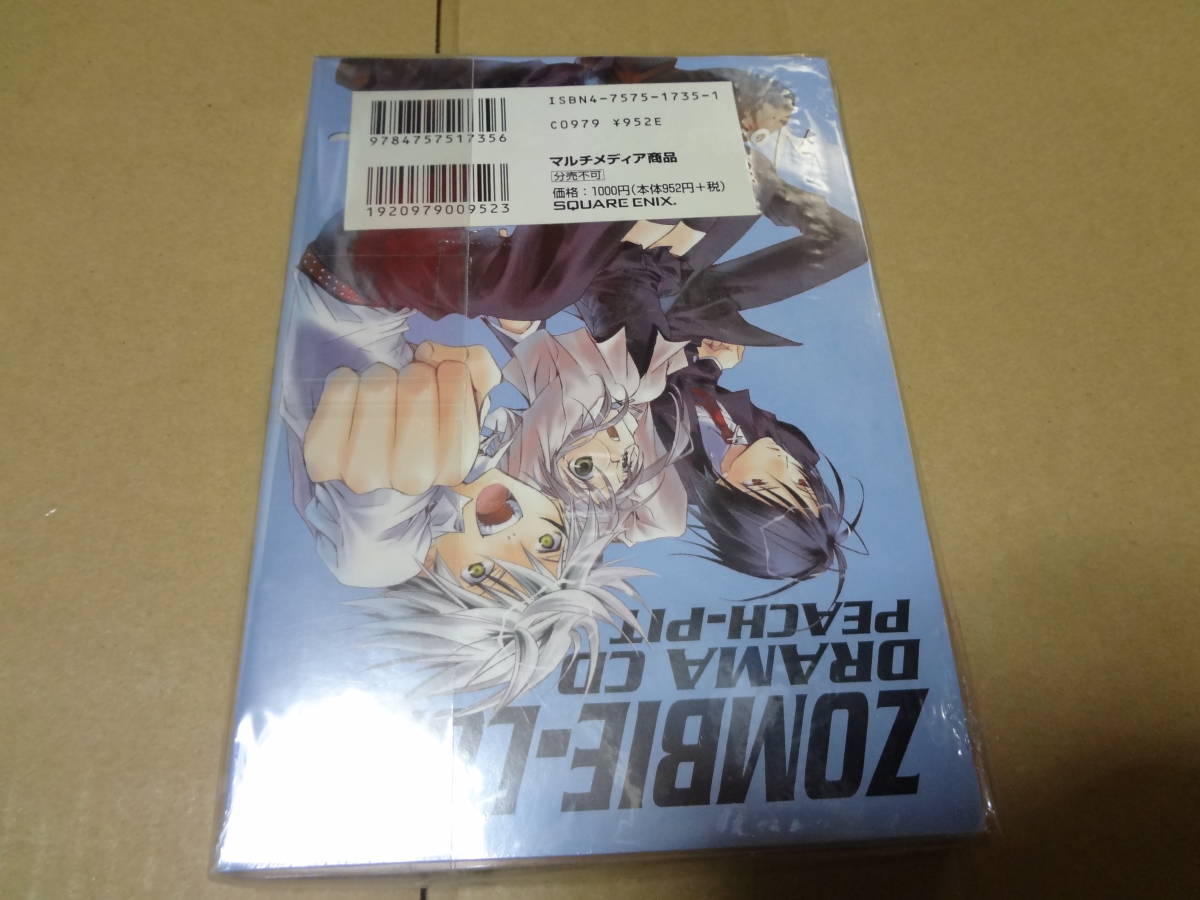 ISBN4-7575-1735-1
C0979 ¥952E
9784757517356
マルチメディア商品
分売不可
価格：1000円(本体952円＋税)
SQUARE ENIX.
1920979009523
ZOMBIE-
DRAMA CD
PEACH-PIT